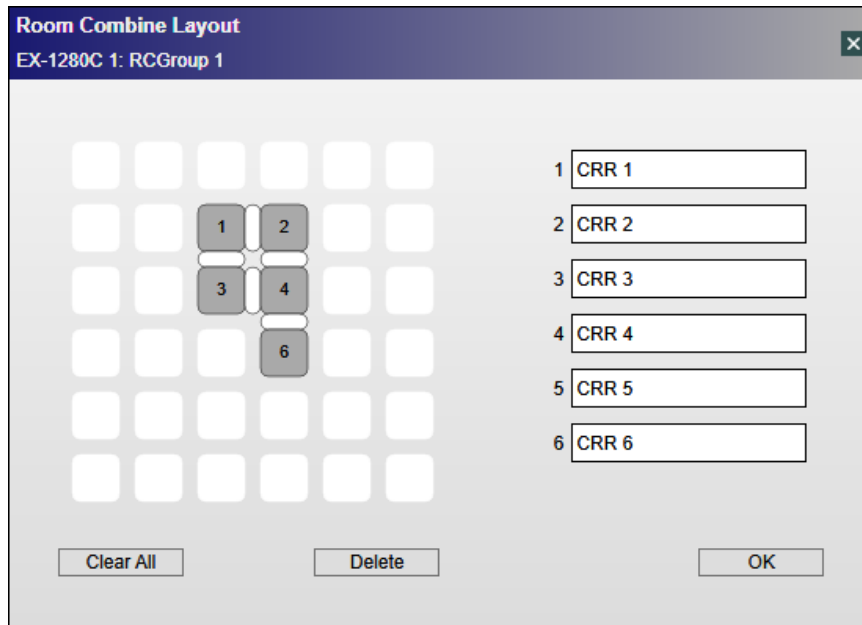 Room Combine Layout
EX-1280C 1: RCGroup 1
1 CRR 1
1 2
2 CRR 2
3 4
3 CRR 3
6
4 CRR 4
5 CRR 5
6 CRR 6
Clear All Delete OK